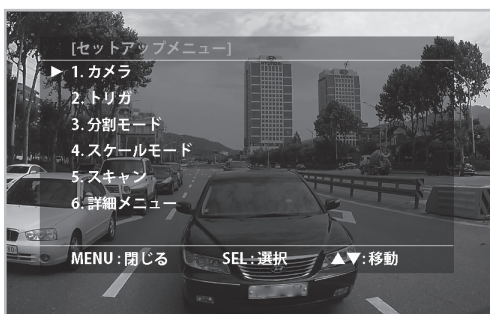 [セットアップメニュー]
▶ 1. カメラ
2. トリガ
3. 分割モード
4. スケールモード
5. スキャン
6. 詳細メニュー
MENU : 閉じる SEL : 選択 ▲▼: 移動